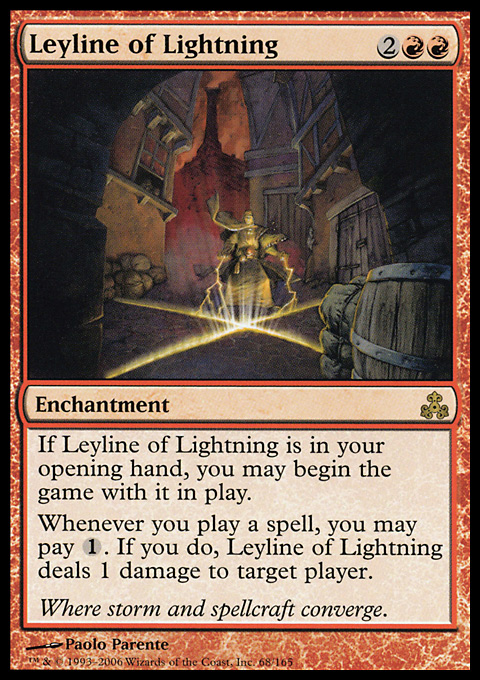 Leyline of Lightning 2
Enchantment
If Leyline of Lightning is in your
opening hand, you may begin the
game with it in play.
Whenever you play a spell, you may
pay 1. If you do, Leyline of Lightning
deals 1 damage to target player.
Where storm and spellcraft converge.
Paolo Parente
™ & © 1993–2006 Wizards of the Coast, Inc. 68/165